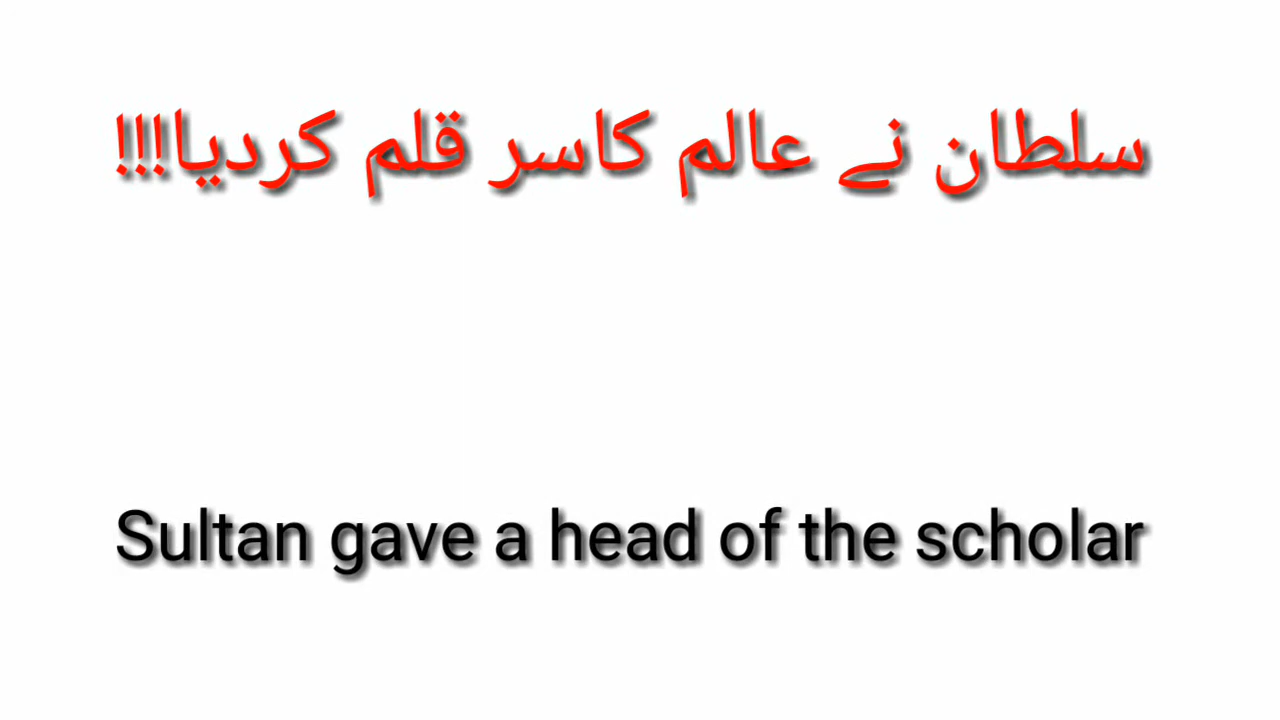 سلطان نے عالم کاسر قلم کردیا!!!
Sultan gave a head of the scholar